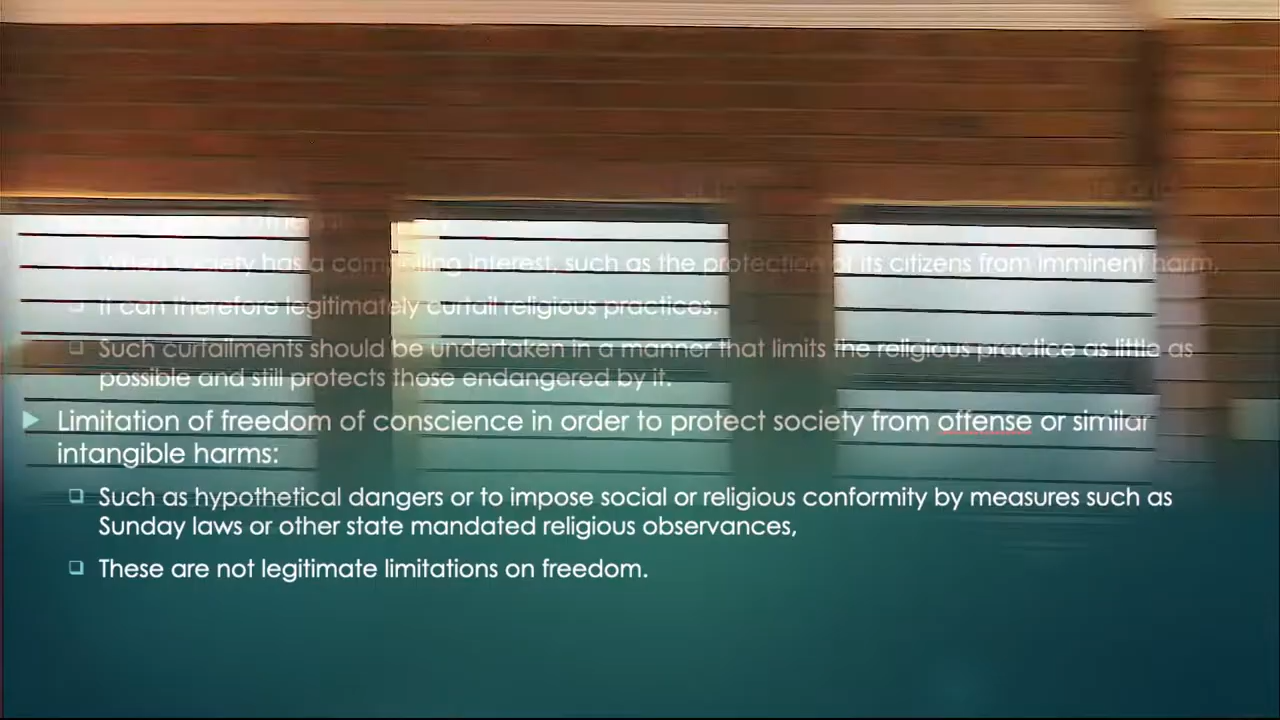 When society has a compelling interest, such as the protection of its citizens from imminent harm,
It can therefore legitimately curtail religious practices.
Such curtailments should be undertaken in a manner that limits the religious practice as little as
possible and still protects those endangered by it.
Limitation of freedom of conscience in order to protect society from offense or similar
intangible harms:
Such as hypothetical dangers or to impose social or religious conformity by measures such as
Sunday laws or other state mandated religious observances,
These are not legitimate limitations on freedom.